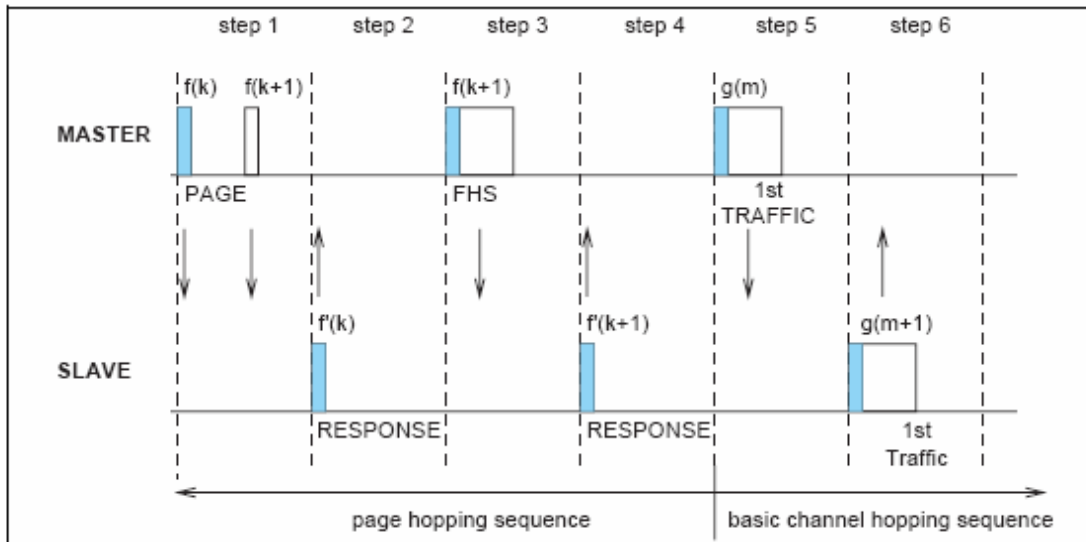 step 1 step 2 step 3 step 4 step 5 step 6
f(k) f(k+1) f(k+1) g(m)
MASTER
PAGE FHS 1st
TRAFFIC
f'(k) f'(k+1) g(m+1)
SLAVE
RESPONSE RESPONSE 1st
Traffic
page hopping sequence basic channel hopping sequence